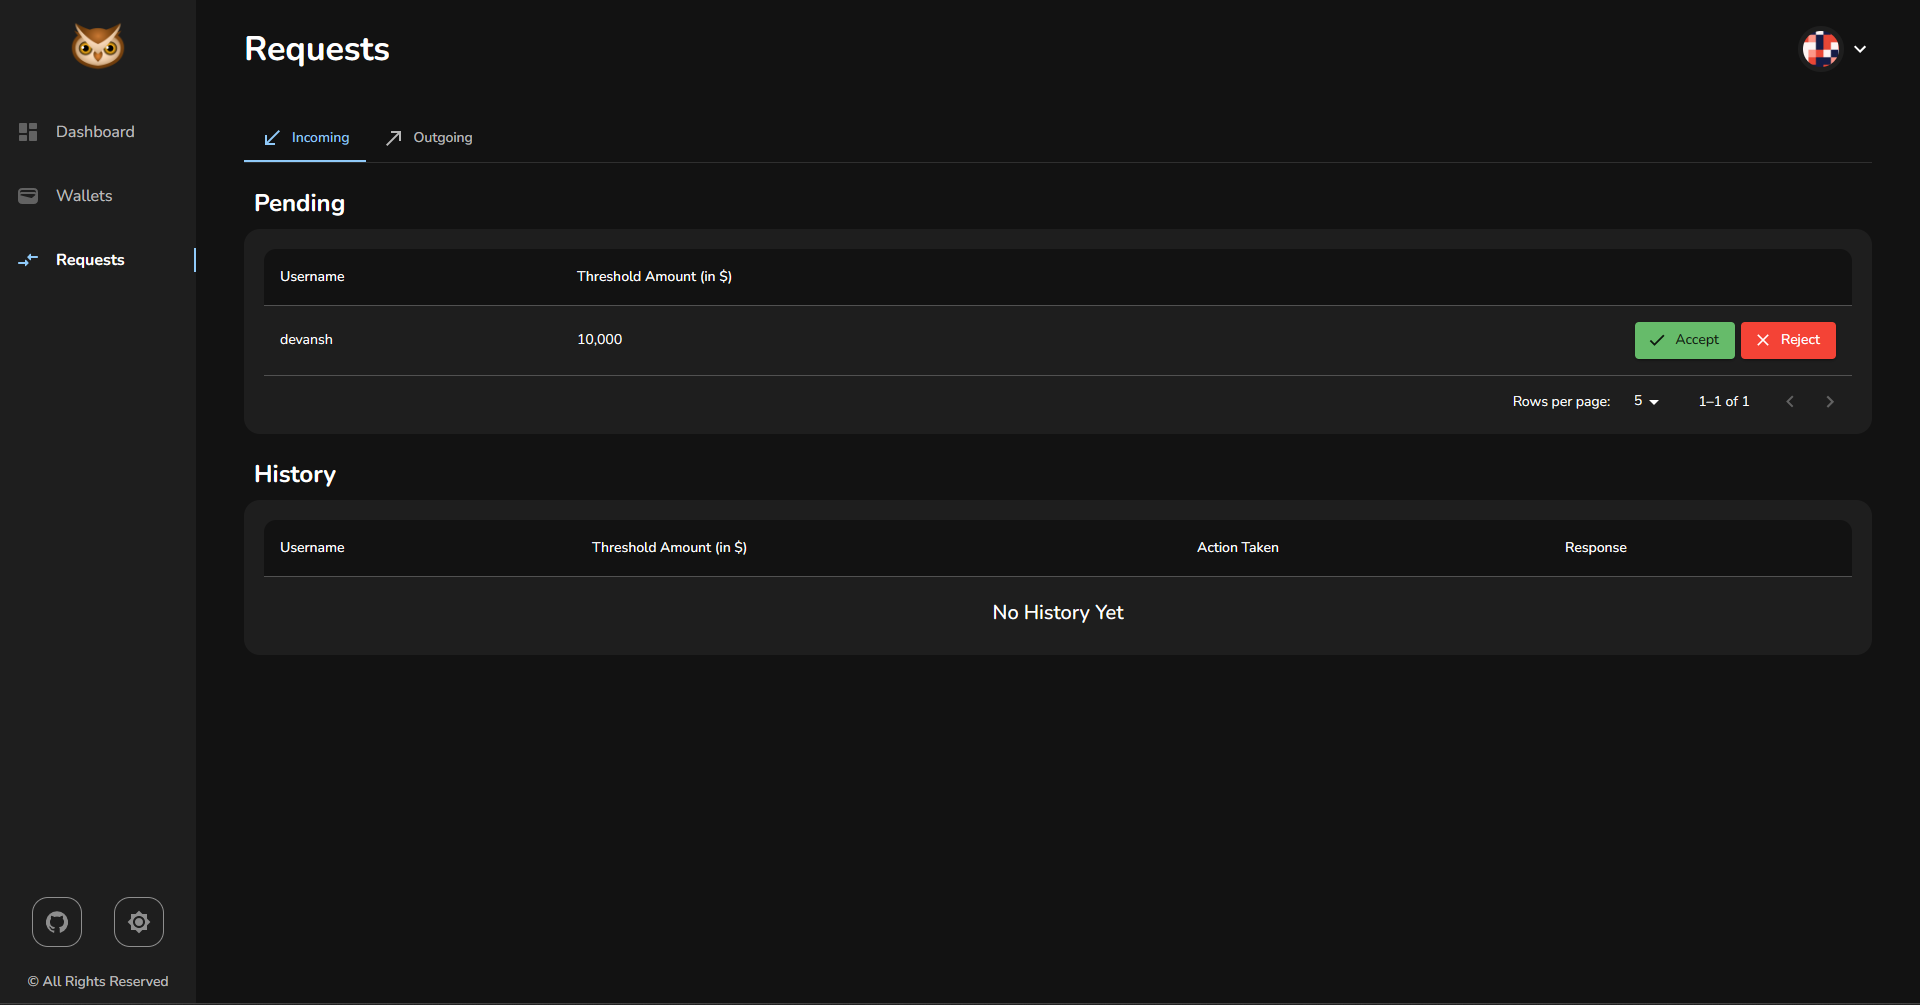 Requests
Dashboard
Wallets
Requests
Incoming
Outgoing
Pending
Username Threshold Amount (in $)
devansh 10,000 Accept Reject
Rows per page: 5 1–1 of 1
History
Username Threshold Amount (in $) Action Taken Response
No History Yet
© All Rights Reserved